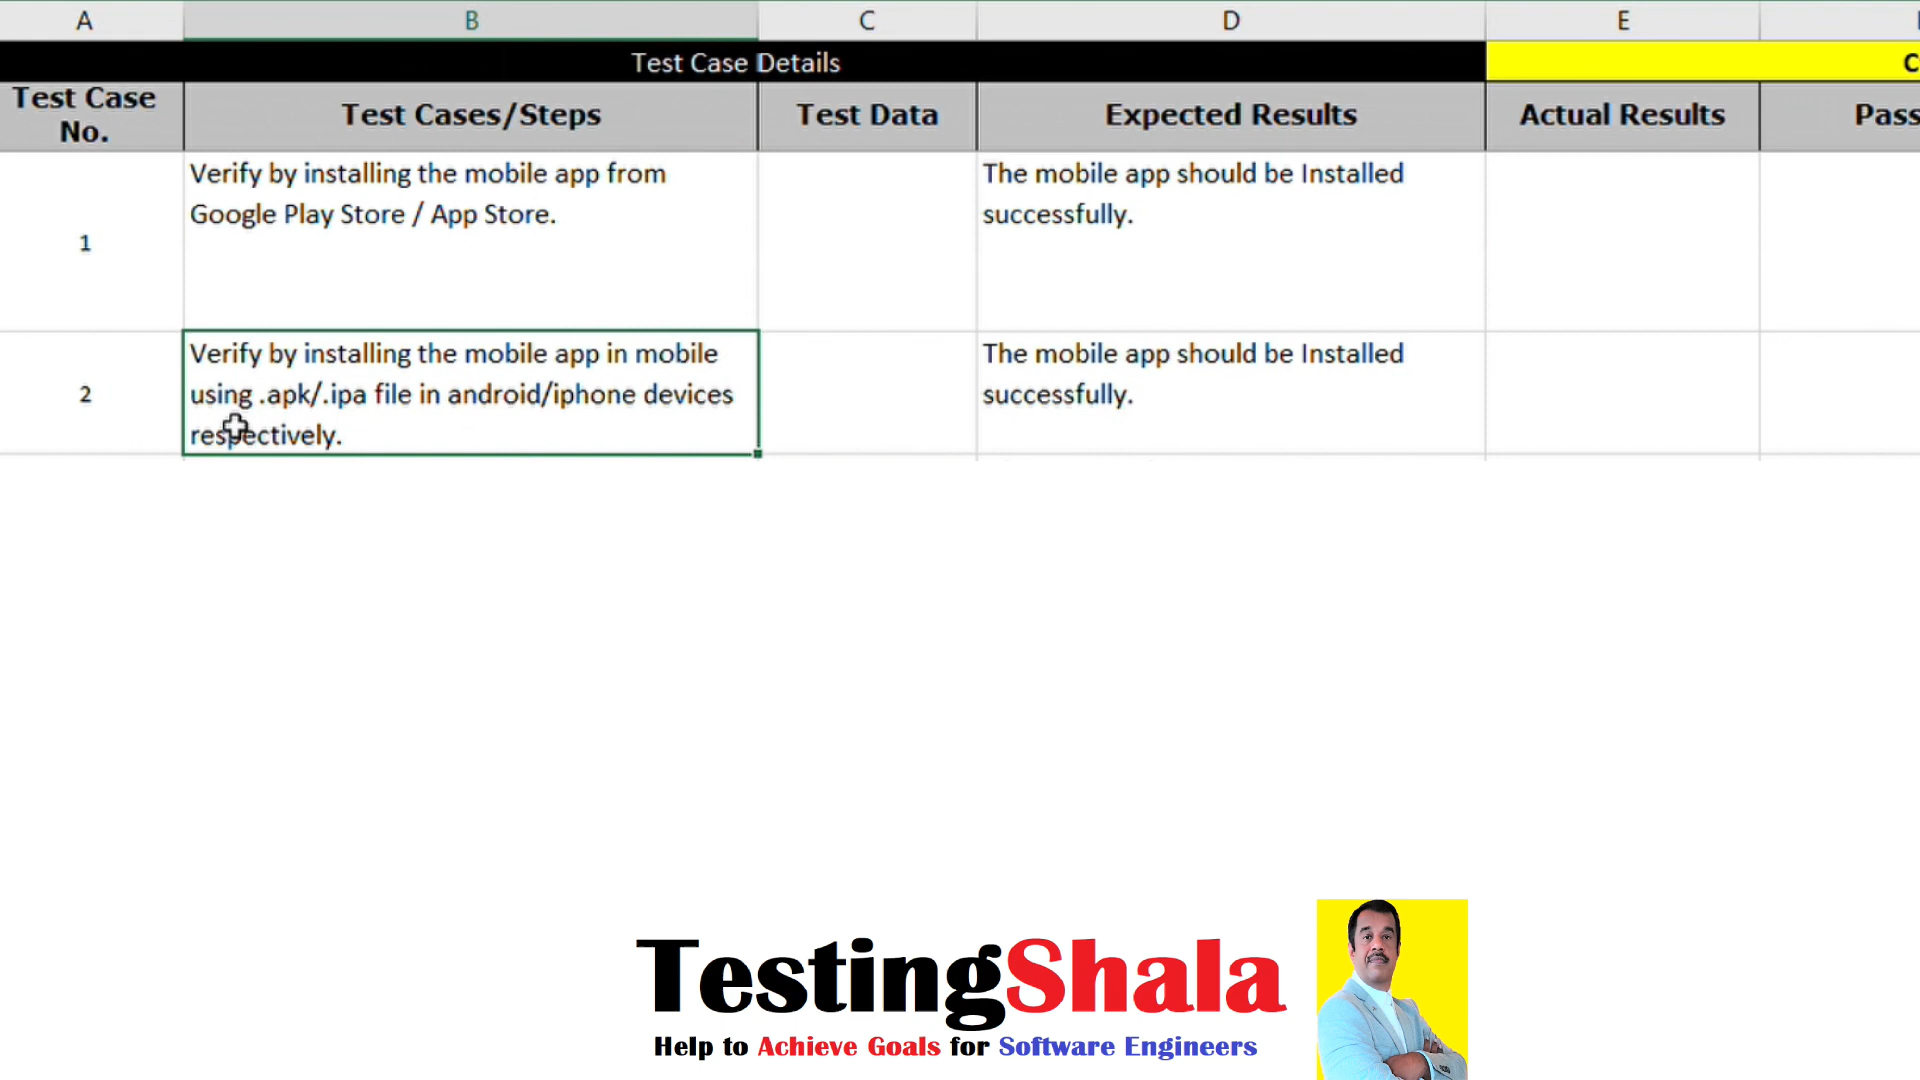 A B C D E
Test Case Details C
Test Case No. Test Cases/Steps Test Data Expected Results Actual Results Pass
1
Verify by installing the mobile app from
Google Play Store / App Store.
The mobile app should be Installed
successfully.
2
Verify by installing the mobile app in mobile
using .apk/.ipa file in android/iphone devices
respectively.
The mobile app should be Installed
successfully.
TestingShala
Help to Achieve Goals for Software Engineers